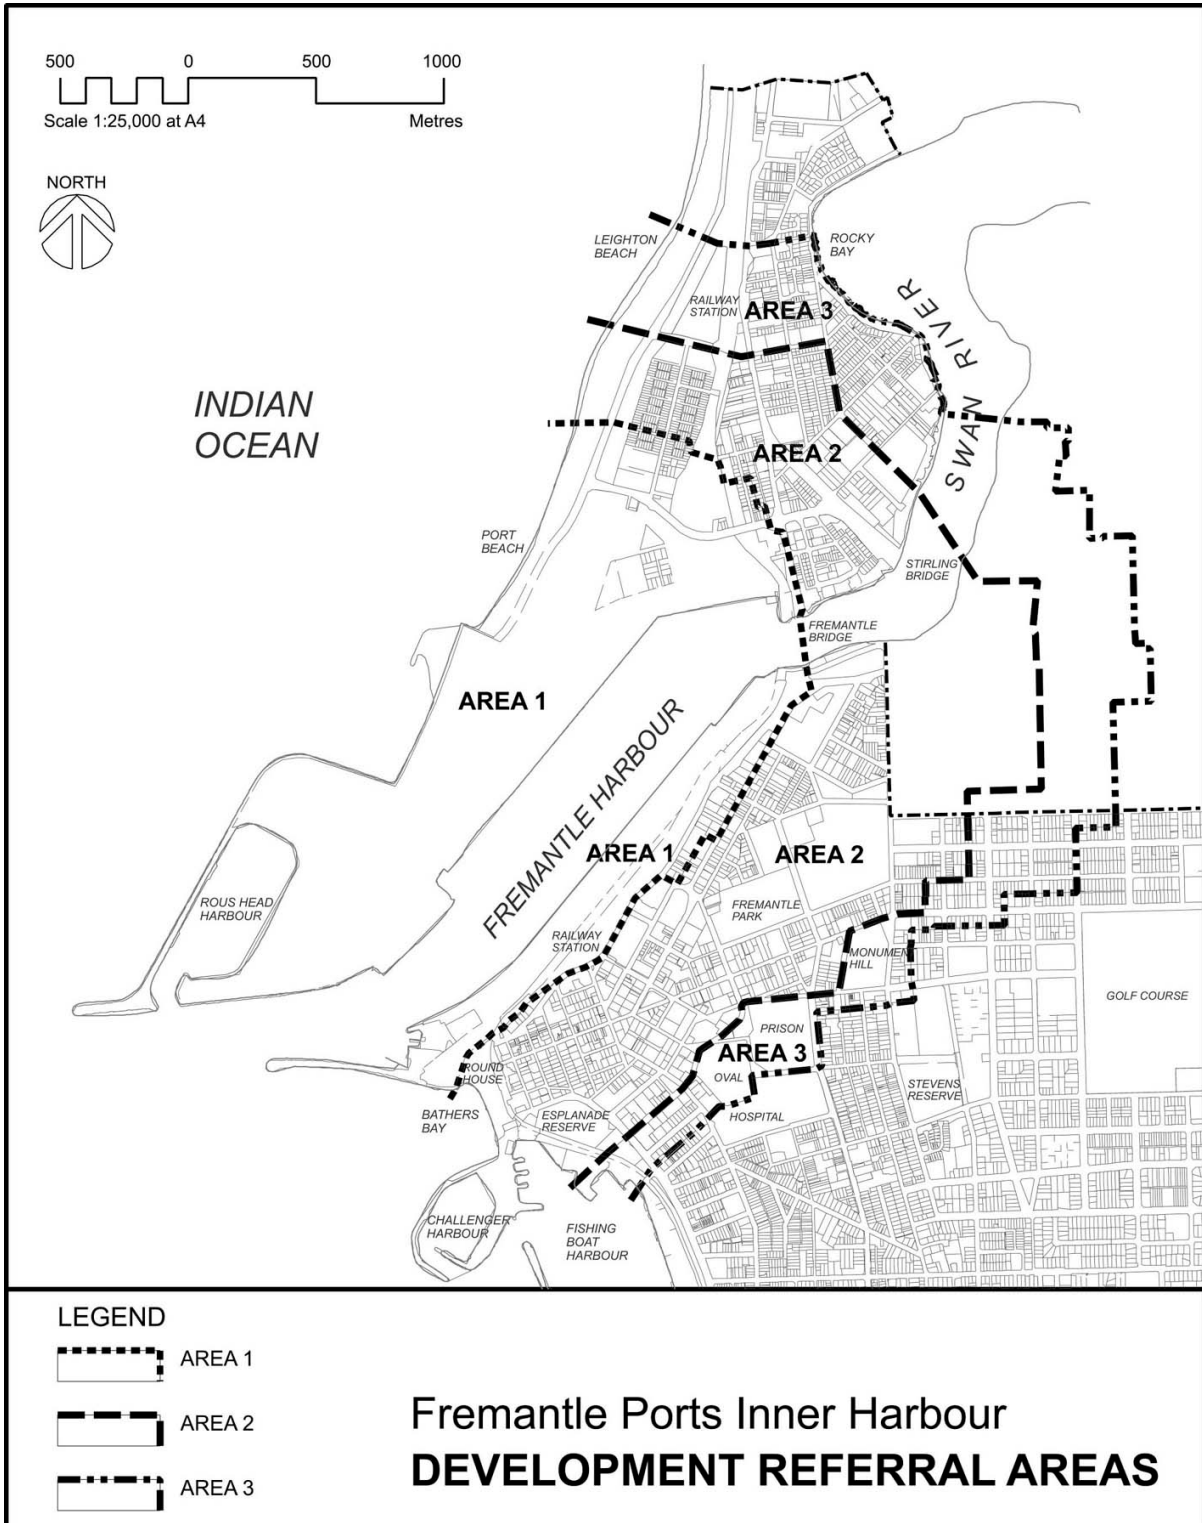 500 0 500 1000
Scale 1:25,000 at A4 Metres
NORTH
LEIGHTON
BEACH
ROCKY
BAY
RAILWAY
STATION
AREA 3
SWAN RIVER
INDIAN
OCEAN
AREA 2
PORT
BEACH
STIRLING
BRIDGE
FREMANTLE
BRIDGE
AREA 1
FREMANTLE HARBOUR
AREA 1
AREA 2
ROUS HEAD
HARBOUR
FREMANTLE
PARK
RAILWAY
STATION
MONUMENT
HILL
GOLF COURSE
PRISON
AREA 3
ROUND
HOUSE
OVAL
STEVENS
RESERVE
BATHERS
BAY
ESPLANADE
RESERVE
HOSPITAL
CHALLENGER
HARBOUR
FISHING
BOAT
HARBOUR
LEGEND
AREA 1
AREA 2
AREA 3
Fremantle Ports Inner Harbour
DEVELOPMENT REFERRAL AREAS